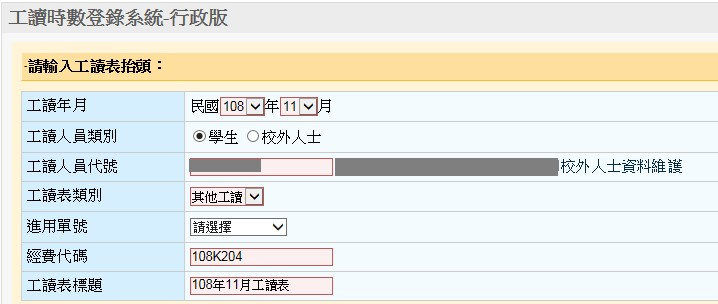 工讀時數登錄系統-行政版
·請輸入工讀表抬頭：
工讀年月 民國 108 年 11 月
工讀人員類別 學生 校外人士
工讀人員代號 校外人士資料維護
工讀表類別 其他工讀
進用單號 請選擇
經費代碼 108K204
工讀表標題 108年11月工讀表